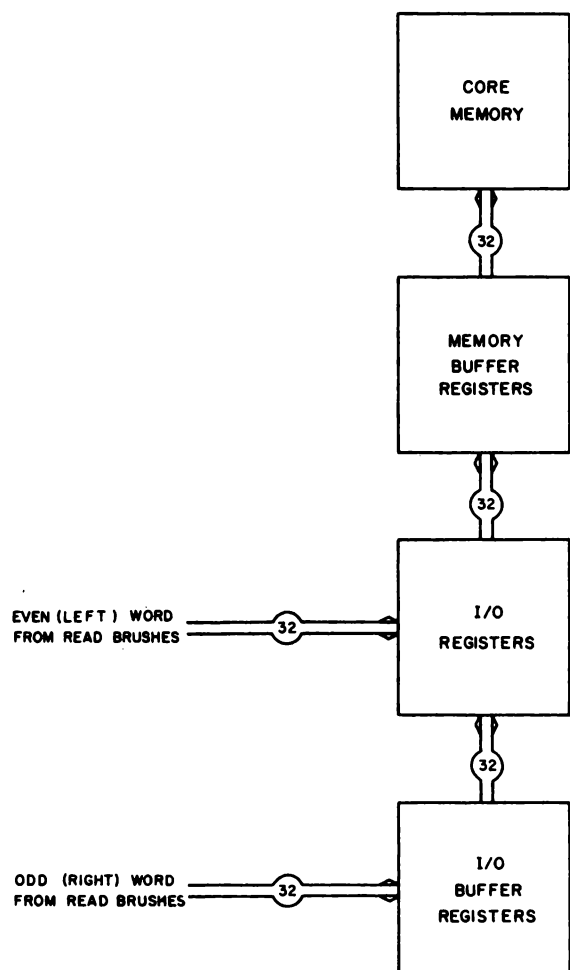 CORE
MEMORY
32
MEMORY
BUFFER
REGISTERS
32
EVEN (LEFT) WORD
FROM READ BRUSHES
32
I/O
REGISTERS
32
ODD (RIGHT) WORD
FROM READ BRUSHES
32
I/O
BUFFER
REGISTERS